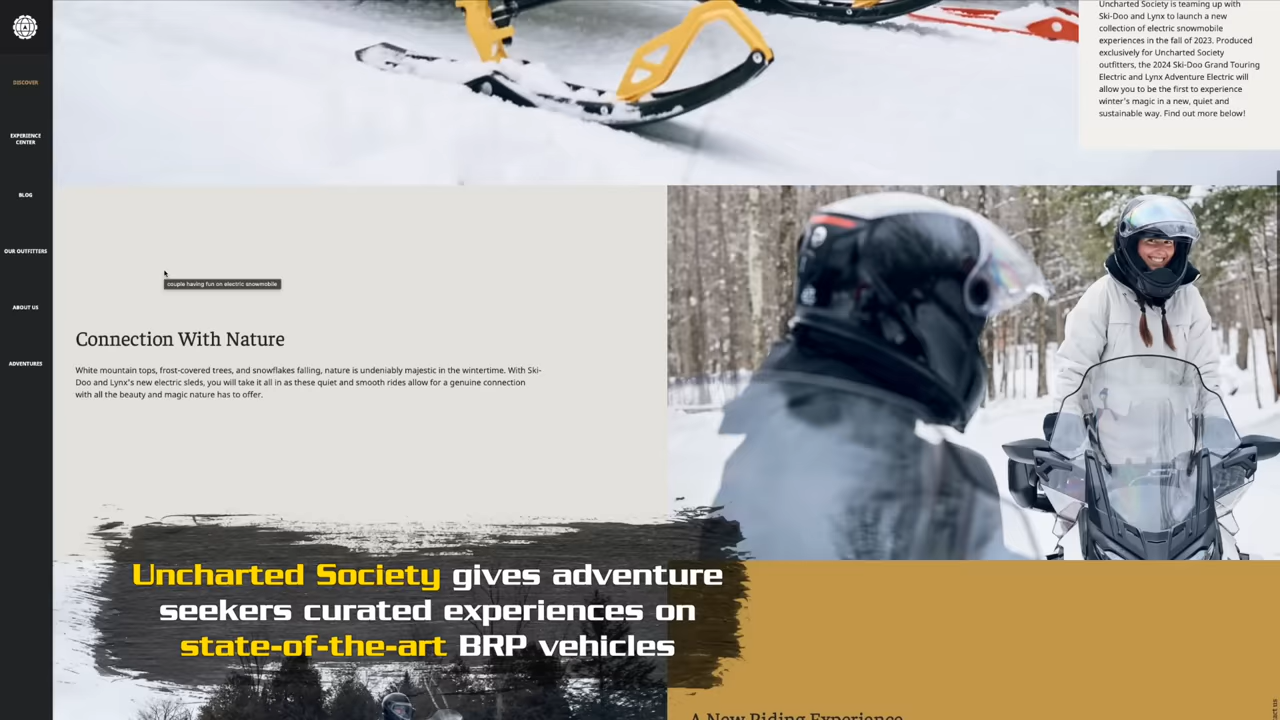 Uncharted Society is teaming up with
Ski-Doo and Lynx to launch a new
collection of electric snowmobile
experiences in the fall of 2023. Produced
exclusively for Uncharted Society
outfitters, the 2024 Ski-Doo Grand Touring
Electric and Lynx Adventure Electric will
allow you to be the first to experience
winter's magic in a new, quiet and
sustainable way. Find out more below!
DISCOVER
EXPERIENCE
CENTER
BLOG
OUR OUTFITTERS
ABOUT US
ADVENTURES
couple having fun on electric snowmobile
Connection With Nature
White mountain tops, frost-covered trees, and snowflakes falling, nature is undeniably majestic in the wintertime. With Ski-
Doo and Lynx's new electric sleds, you will take it all in as these quiet and smooth rides allow for a genuine connection
with all the beauty and magic nature has to offer.
Uncharted Society gives adventure
seekers curated experiences on
state-of-the-art BRP vehicles
A New Riding Experience